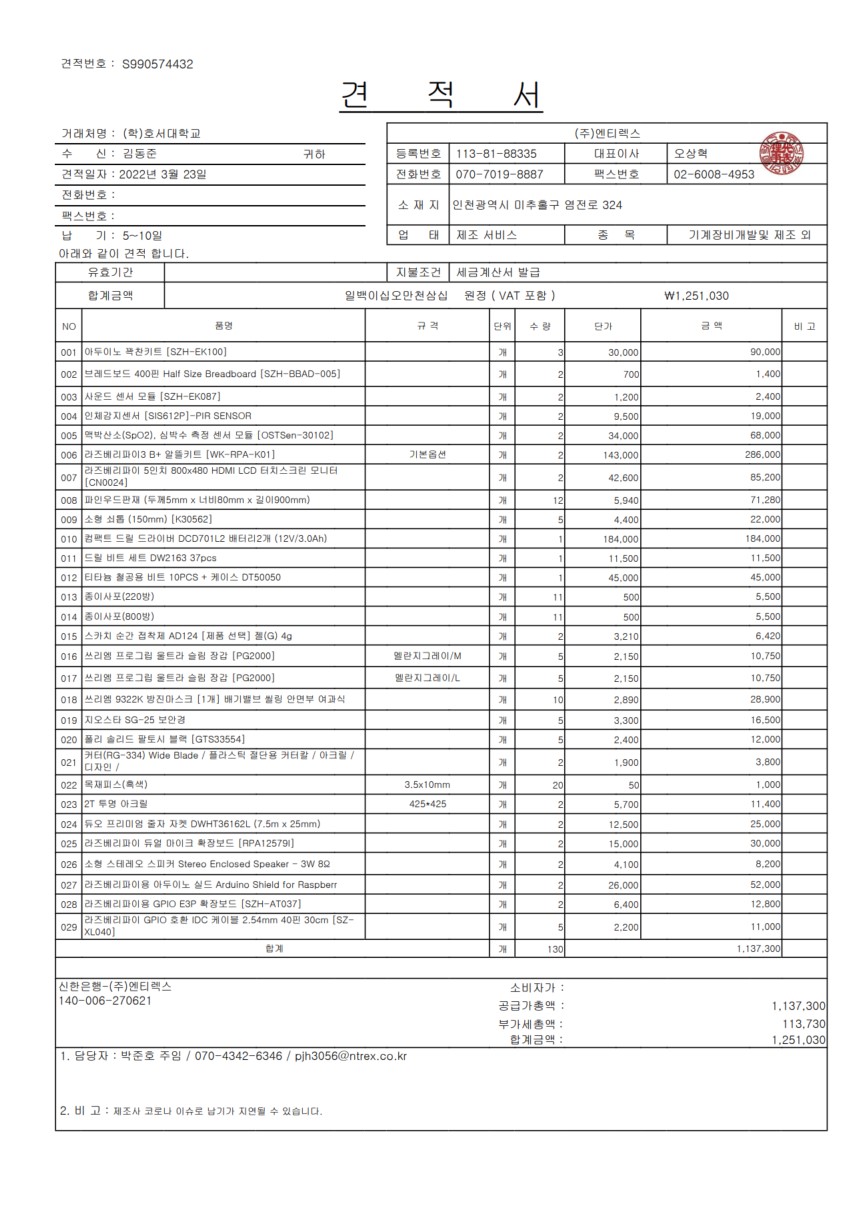 견적번호 : S990574432
견 적 서
거래처명 : (학)호서대학교
수 신 : 김동준 귀하
견적일자 : 2022년 3월 23일
전화번호 :
팩스번호 :
납 기 : 5~10일
아래와 같이 견적 합니다.
(주)엔티렉스
등록번호 113-81-88335 대표이사 오상혁
전화번호 070-7019-8887 팩스번호 02-6008-4953
소 재 지 인천광역시 미추홀구 염전로 324
업 태 제조 서비스 종 목 기계장비개발및 제조 외
유효기간 지불조건 세금계산서 발급
합계금액 일백이십오만천삼십 원정 ( VAT 포함 ) ₩1,251,030
NO 품명 규 격 단위 수 량 단가 금 액 비 고
001 아두이노 꽉찬키트 [SZH-EK100] 개 3 30,000 90,000
002 브레드보드 400핀 Half Size Breadboard [SZH-BBAD-005] 개 2 700 1,400
003 사운드 센서 모듈 [SZH-EK087] 개 2 1,200 2,400
004 인체감지센서 [SIS612P]-PIR SENSOR 개 2 9,500 19,000
005 맥박산소(SpO2), 심박수 측정 센서 모듈 [OSTSen-30102] 개 2 34,000 68,000
006 라즈베리파이3 B+ 알뜰키트 [WK-RPA-K01] 기본옵션 개 2 143,000 286,000
007 라즈베리파이 5인치 800x480 HDMI LCD 터치스크린 모니터
[CN0024] 개 2 42,600 85,200
008 파인우드판재 (두께5mm x 너비80mm x 길이900mm) 개 12 5,940 71,280
009 소형 쇠톱 (150mm) [K30562] 개 5 4,400 22,000
010 컴팩트 드릴 드라이버 DCD701L2 배터리2개 (12V/3.0Ah) 개 1 184,000 184,000
011 드릴 비트 세트 DW2163 37pcs 개 1 11,500 11,500
012 티타늄 철공용 비트 10PCS + 케이스 DT50050 개 1 45,000 45,000
013 종이사포(220방) 개 11 500 5,500
014 종이사포(800방) 개 11 500 5,500
015 스카치 순간 접착제 AD124 [제품 선택] 젤(G) 4g 개 2 3,210 6,420
016 쓰리엠 프로그립 울트라 슬림 장갑 [PG2000] 멜란지그레이/M 개 5 2,150 10,750
017 쓰리엠 프로그립 울트라 슬림 장갑 [PG2000] 멜란지그레이/L 개 5 2,150 10,750
018 쓰리엠 9322K 방진마스크 [1개] 배기밸브 씰링 안면부 여과식 개 10 2,890 28,900
019 지오스타 SG-25 보안경 개 5 3,300 16,500
020 폴리 솔리드 팔토시 블랙 [GTS33554] 개 5 2,400 12,000
021 커터(RG-334) Wide Blade / 플라스틱 절단용 커터칼 / 아크릴 /
디자인 / 개 2 1,900 3,800
022 목재피스(흑색) 3.5x10mm 개 20 50 1,000
023 2T 투명 아크릴 425*425 개 2 5,700 11,400
024 듀오 프리미엄 줄자 자켓 DWHT36162L (7.5m x 25mm) 개 2 12,500 25,000
025 라즈베리파이 듀얼 마이크 확장보드 [RPA12579I] 개 2 15,000 30,000
026 소형 스테레오 스피커 Stereo Enclosed Speaker - 3W 8Ω 개 2 4,100 8,200
027 라즈베리파이용 아두이노 실드 Arduino Shield for Raspberr 개 2 26,000 52,000
028 라즈베리파이용 GPIO E3P 확장보드 [SZH-AT037] 개 2 6,400 12,800
029 라즈베리파이 GPIO 호환 IDC 케이블 2.54mm 40핀 30cm [SZ-
XL040] 개 5 2,200 11,000
합계 개 130 1,137,300
신한은행-(주)엔티렉스
140-006-270621
소비자가 :
공급가총액 : 1,137,300
부가세총액 : 113,730
합계금액 : 1,251,030
1. 담당자 : 박준호 주임 / 070-4342-6346 / pjh3056@ntrex.co.kr
2. 비 고 : 제조사 코로나 이슈로 납기가 지연될 수 있습니다.